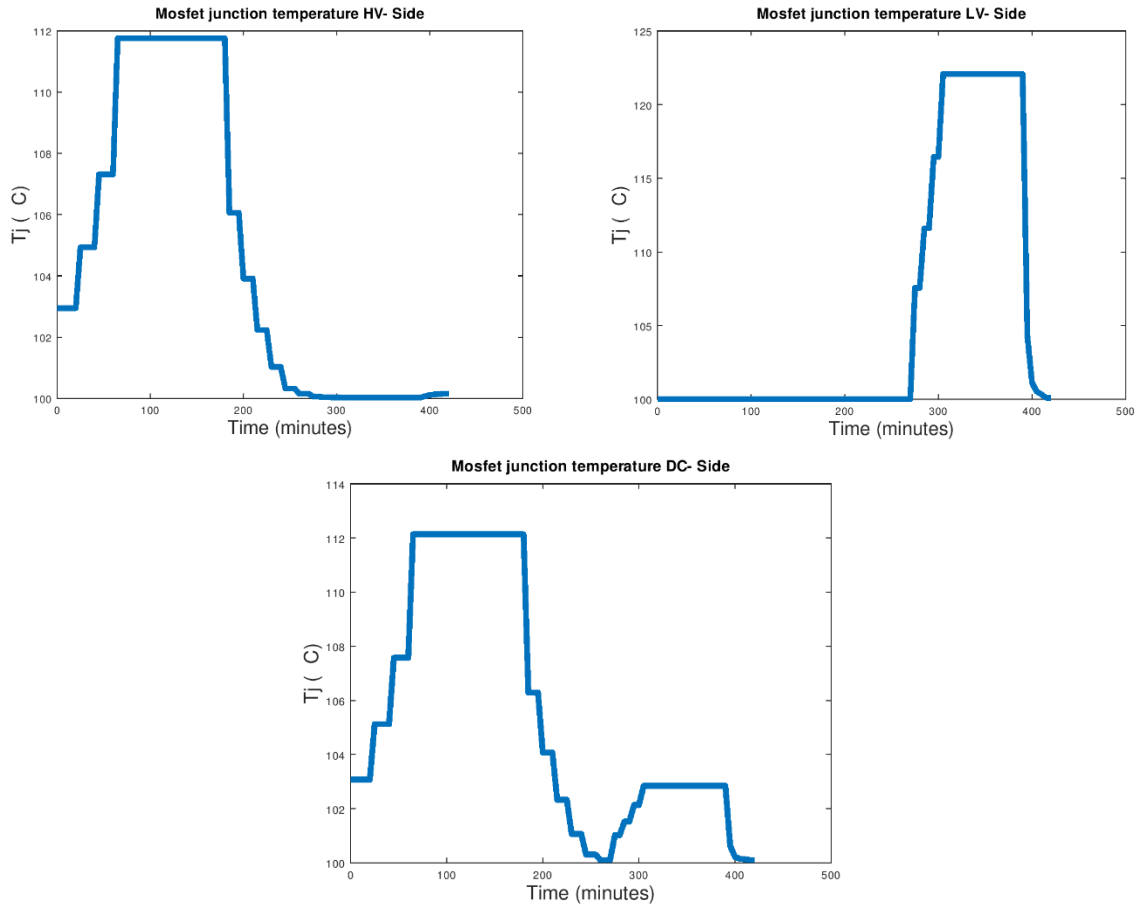 Mosfet junction temperature HV- Side
112
110
108
106
104
102
100
Tj ( C)
0 100 200 300 400 500
Time (minutes)
Mosfet junction temperature LV- Side
125
120
115
110
105
100
Tj ( C)
0 100 200 300 400 500
Time (minutes)
Mosfet junction temperature DC- Side
114
112
110
108
106
104
102
100
Tj ( C)
0 100 200 300 400 500
Time (minutes)